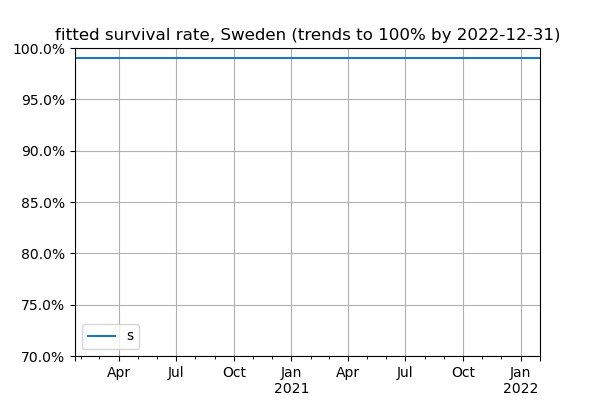 fitted survival rate, Sweden (trends to 100% by 2022-12-31)
100.0%
95.0%
90.0%
85.0%
80.0%
75.0%
70.0%
s
Apr Jul Oct Jan Apr Jul Oct Jan
2021 2022